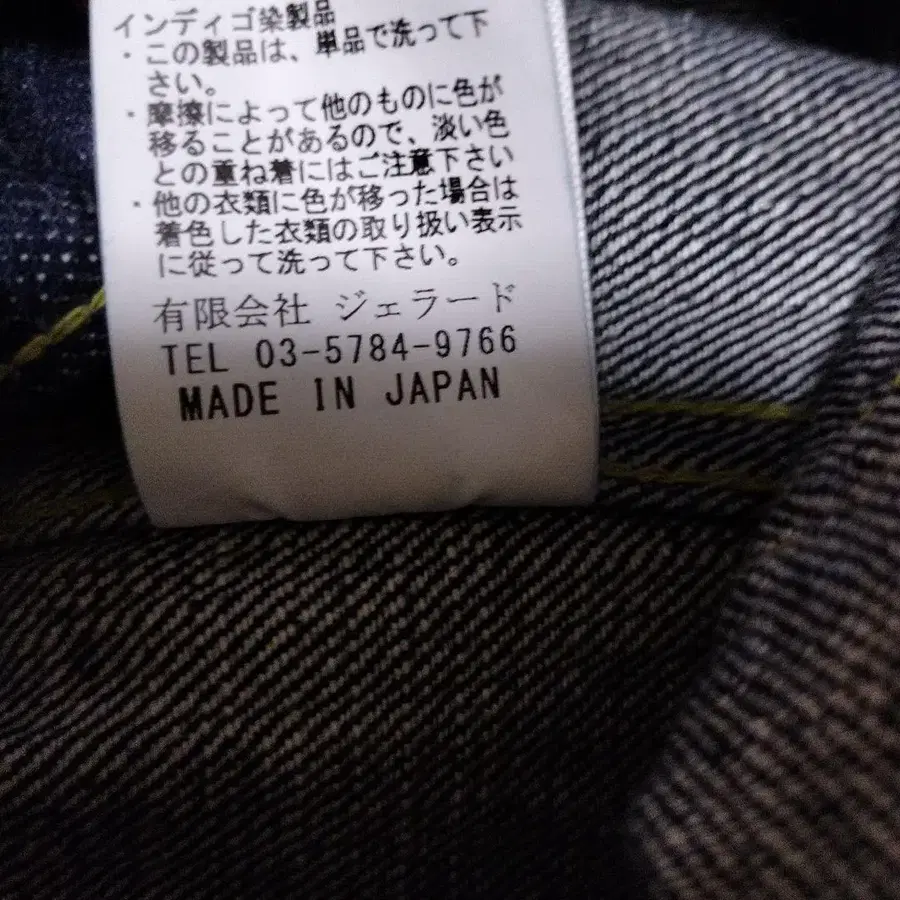 インディゴ染製品
・この製品は、単品で洗って下
さい。
・摩擦によって他のものに色が
移ることがあるので、淡い色
との重ね着にはご注意下さい
・他の衣類に色が移った場合は
着色した衣類の取り扱い表示
に従って洗って下さい。
有限会社 ジェラード
TEL 03-5784-9766
MADE IN JAPAN